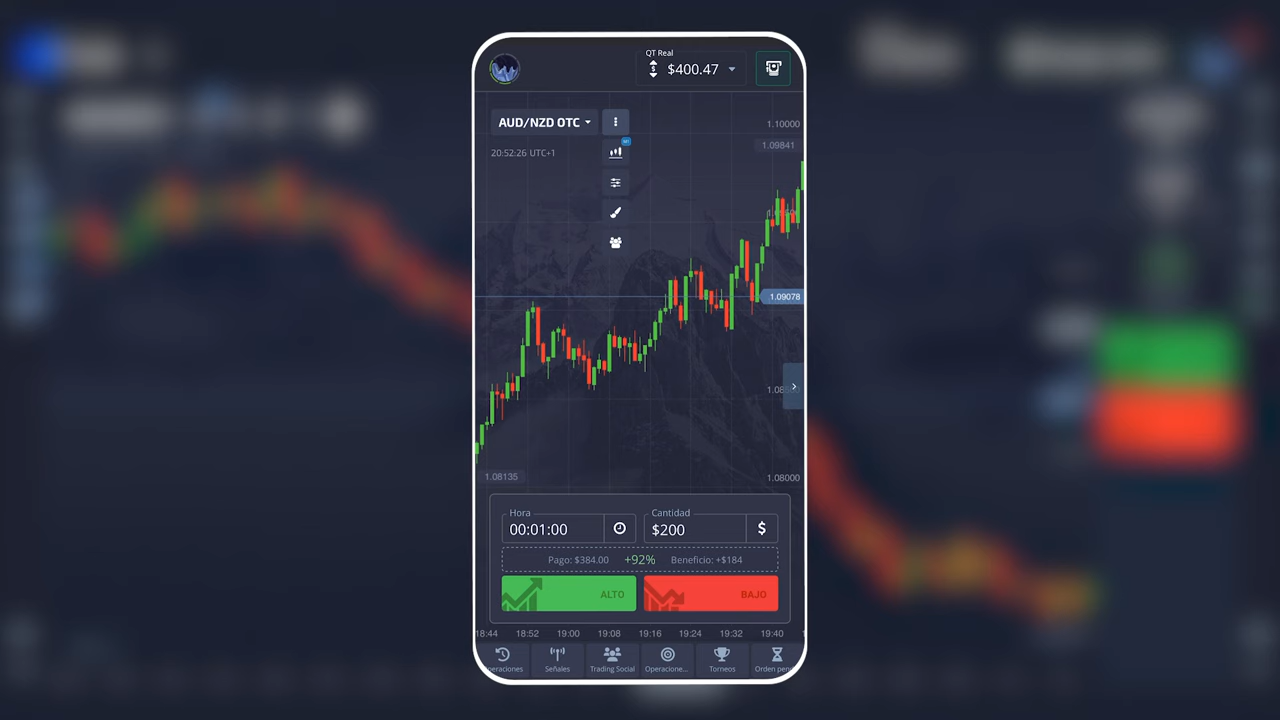 QT Real
$400.47
AUD/NZD OTC
1.10000
1.09841
20:52:26 UTC+1
1.09078
1.08135
1.08000
Hora
00:01:00
Cantidad
$200
$
Pago: $384.00 +92% Beneficio: +$184
ALTO
BAJO
18:44 18:52 19:00 19:08 19:16 19:24 19:32 19:40
Señales
Trading Social
Operacione...
Torneos